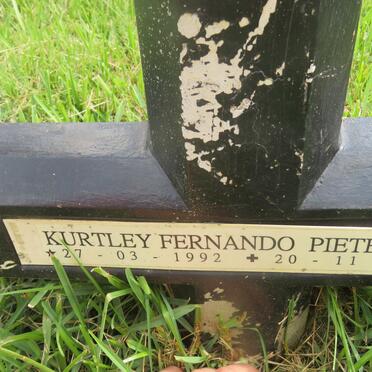 KURTLEY FERNANDO PIETE
27 - 03 - 1992 ✝ 20 - 11